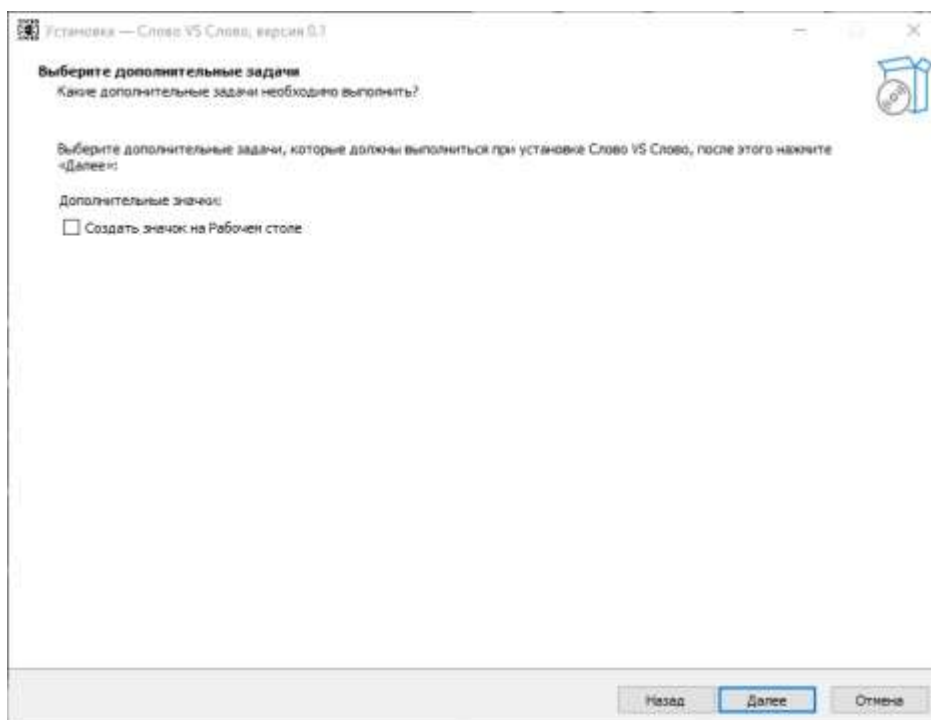 Установка — Слово VS Слово, версия 0.1
Выберите дополнительные задачи
Какие дополнительные задачи необходимо выполнить?
Выберите дополнительные задачи, которые должны выполниться при установке Слово VS Слово, после этого нажмите
«Далее»:
Дополнительные значки:
Создать значок на Рабочем столе
Назад
Далее
Отмена